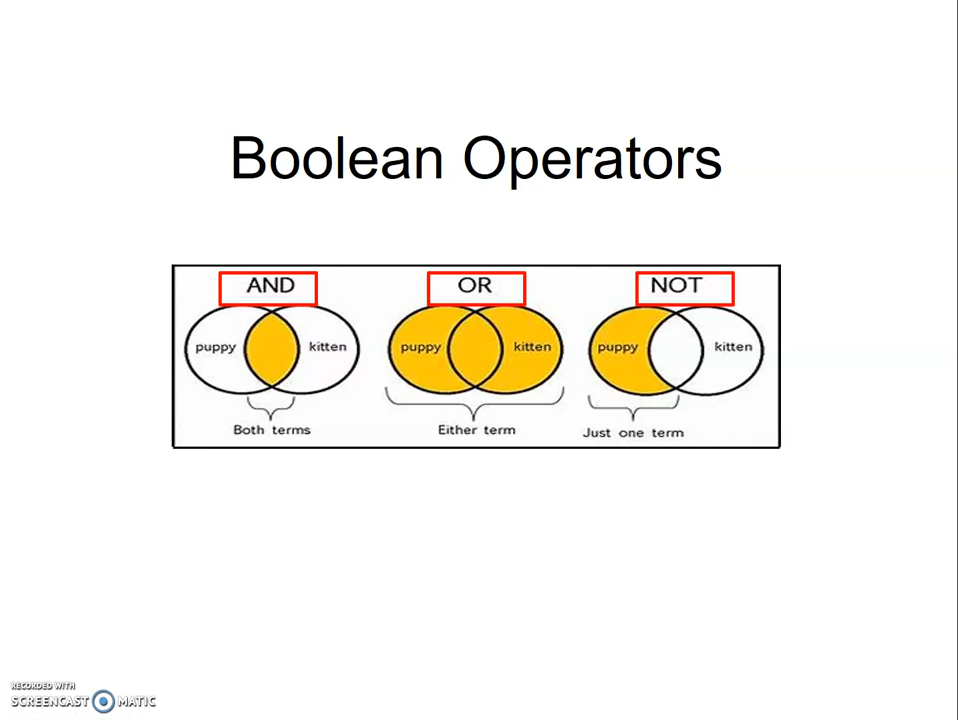 Boolean Operators
AND OR NOT
puppy kitten puppy kitten puppy kitten
Both terms Either term Just one term
RECORDED WITH
SCREENCAST MATIC